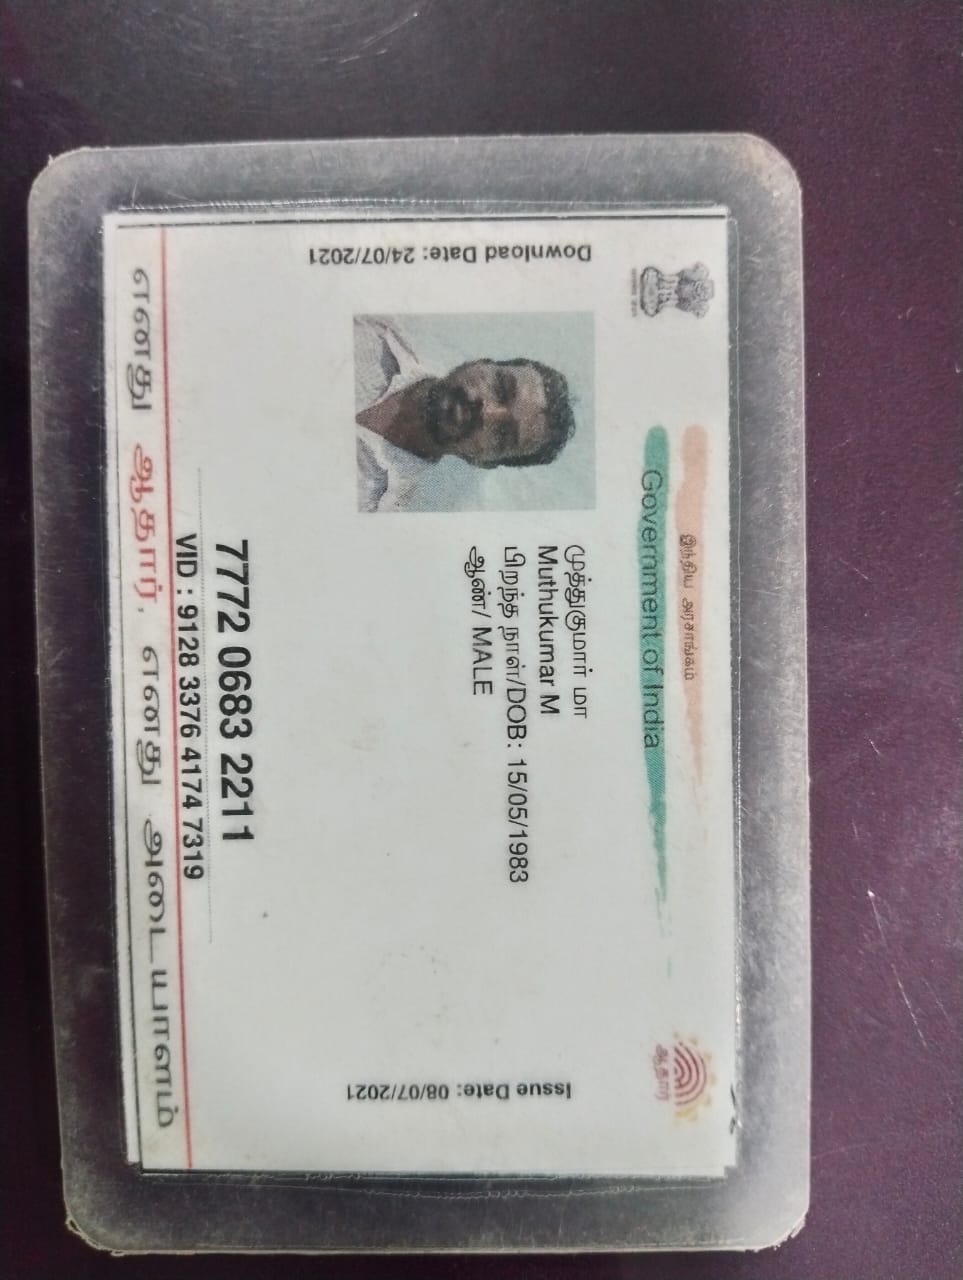 இந்திய அரசாங்கம்
Government of India
Download Date: 24/07/2021
முத்துகுமார் மா
Muthukumar M
பிறந்த நாள்/DOB: 15/05/1983
ஆண்/ MALE
Issue Date: 08/07/2021
ஆதார்
7772 0683 2211
VID : 9128 3376 4174 7319
எனது ஆதார், எனது அடையாளம்